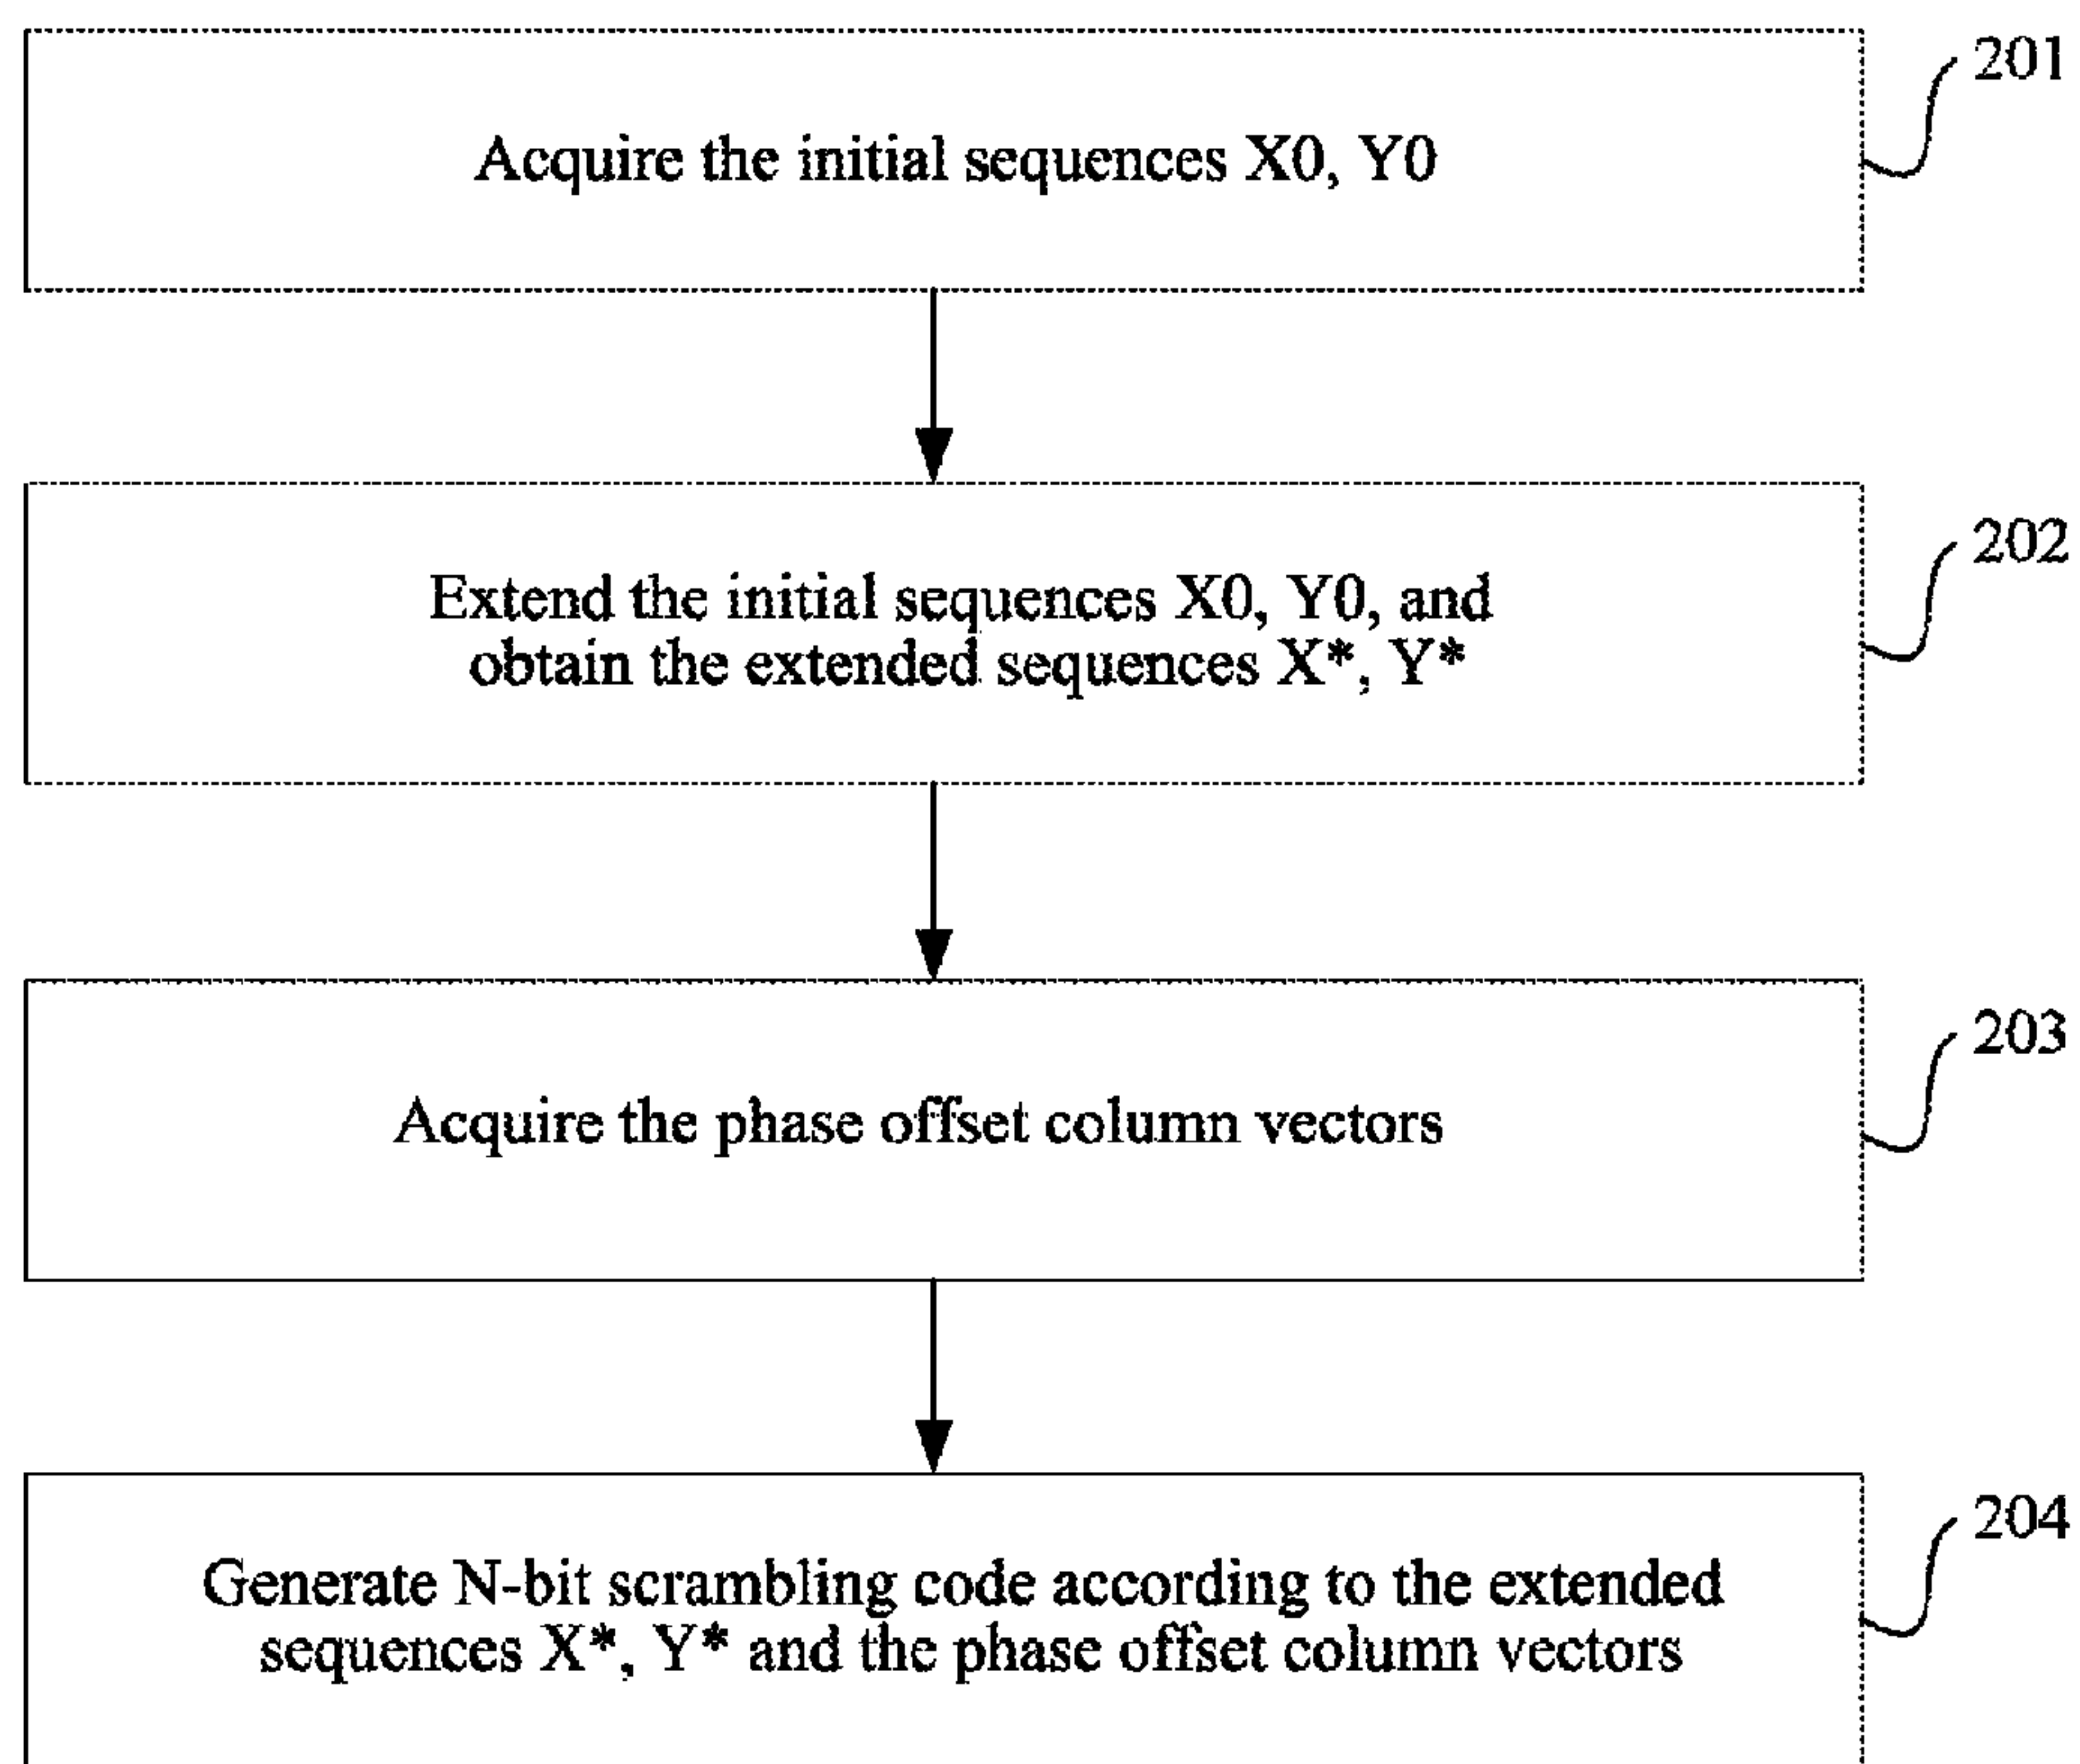 201
Acquire the initial sequences X0, Y0
202
Extend the initial sequences X0, Y0, and
obtain the extended sequences X*, Y*
203
Acquire the phase offset column vectors
204
Generate N-bit scrambling code according to the extended
sequences X*, Y* and the phase offset column vectors